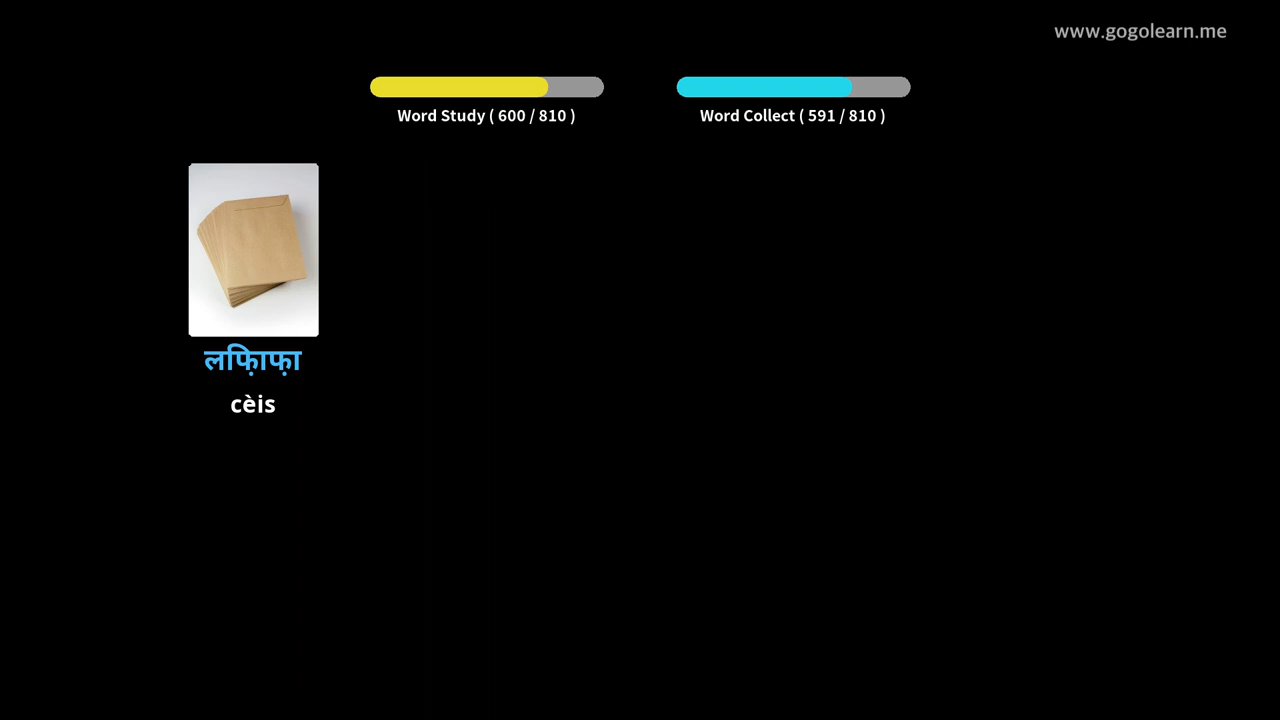 www.gogolearn.me
Word Study ( 600 / 810 )
Word Collect ( 591 / 810 )
लफ़िाफ़ा
cèis